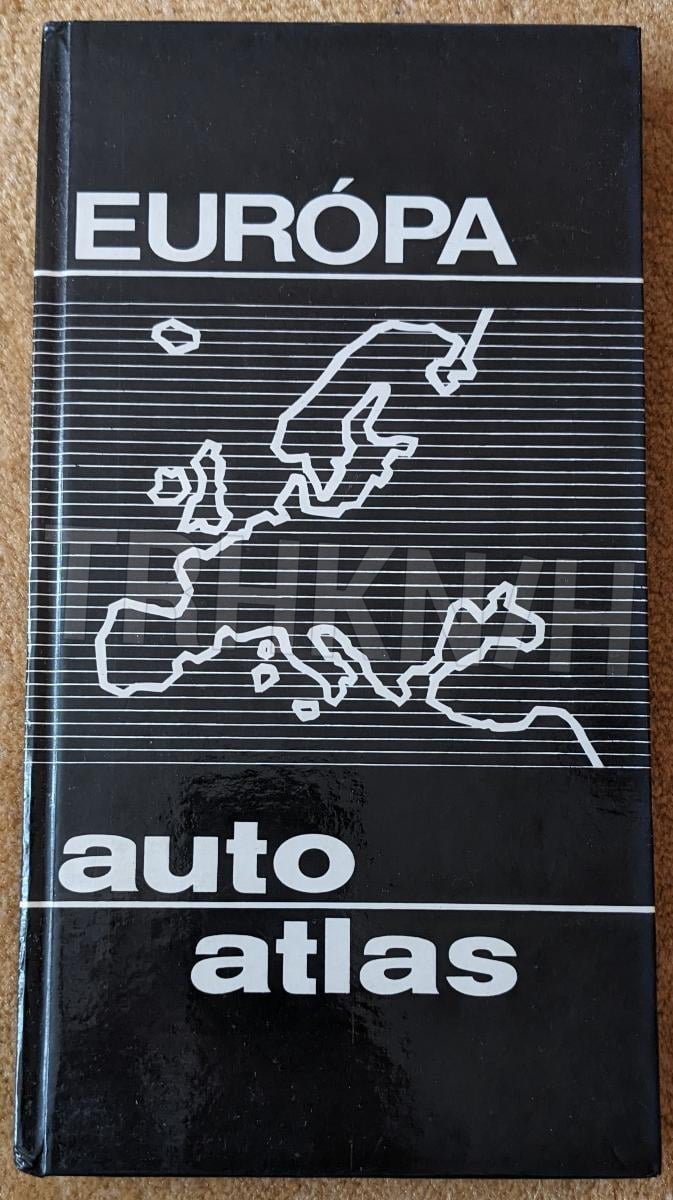 EURÓPA
TRHKNIH
auto
atlas